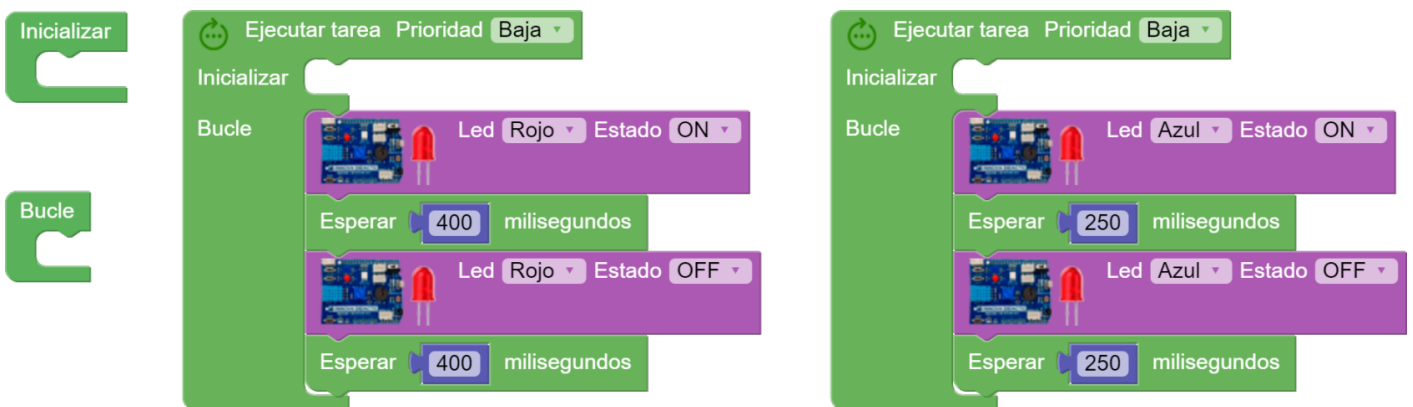 Inicializar
Bucle
Ejecutar tarea Prioridad Baja
Inicializar
Bucle
Led Rojo Estado ON
Esperar 400 milisegundos
Led Rojo Estado OFF
Esperar 400 milisegundos
Ejecutar tarea Prioridad Baja
Inicializar
Bucle
Led Azul Estado ON
Esperar 250 milisegundos
Led Azul Estado OFF
Esperar 250 milisegundos